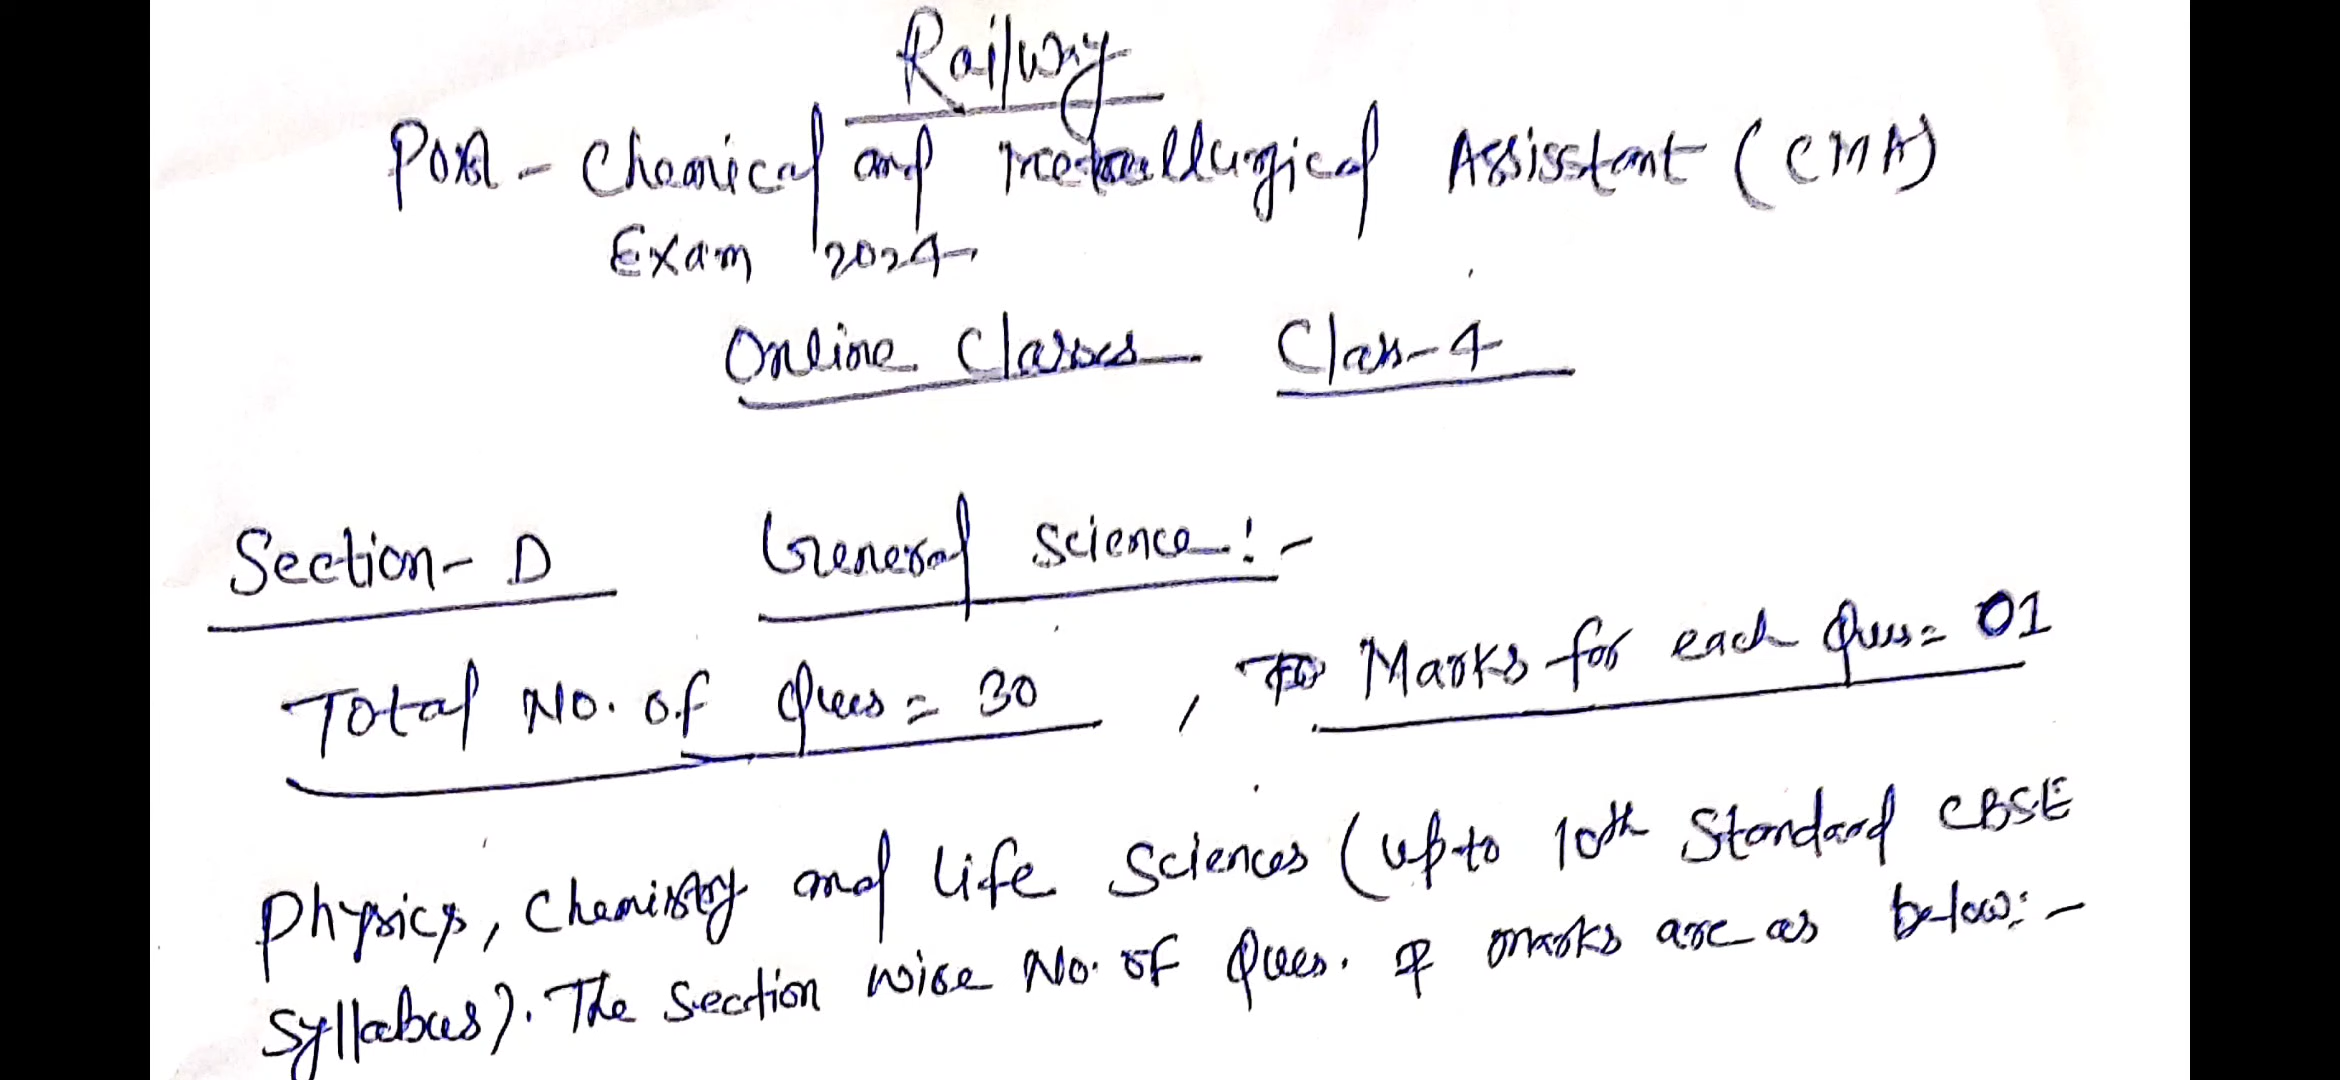 Railway
Post - Chemical and Metallurgical Assisstant (CMA)
Exam 2024
Online Classes Class-4
Section-D General Science:-
Total No. of Ques = 30 , To Marks for each Ques = 01
Physics, Chemistry and Life Sciences (upto 10th Standard CBSE
Syllabus). The Section wise No. of Ques. & marks are as below:-